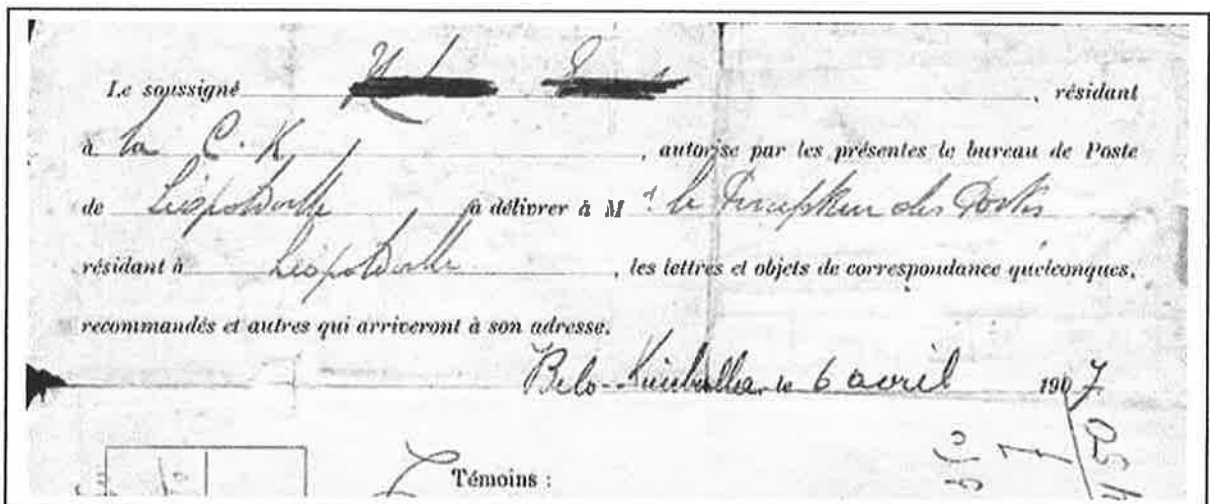 Le soussigné , résidant
à la C. K , autorise par les présentes le bureau de Poste
de Léopoldville à délivrer à M r le Percepteur des Postes
résidant à Léopoldville , les lettres et objets de correspondance quelconques,
recommandés et autres qui arriveront à son adresse.
le 6 avril 1907
Témoins :